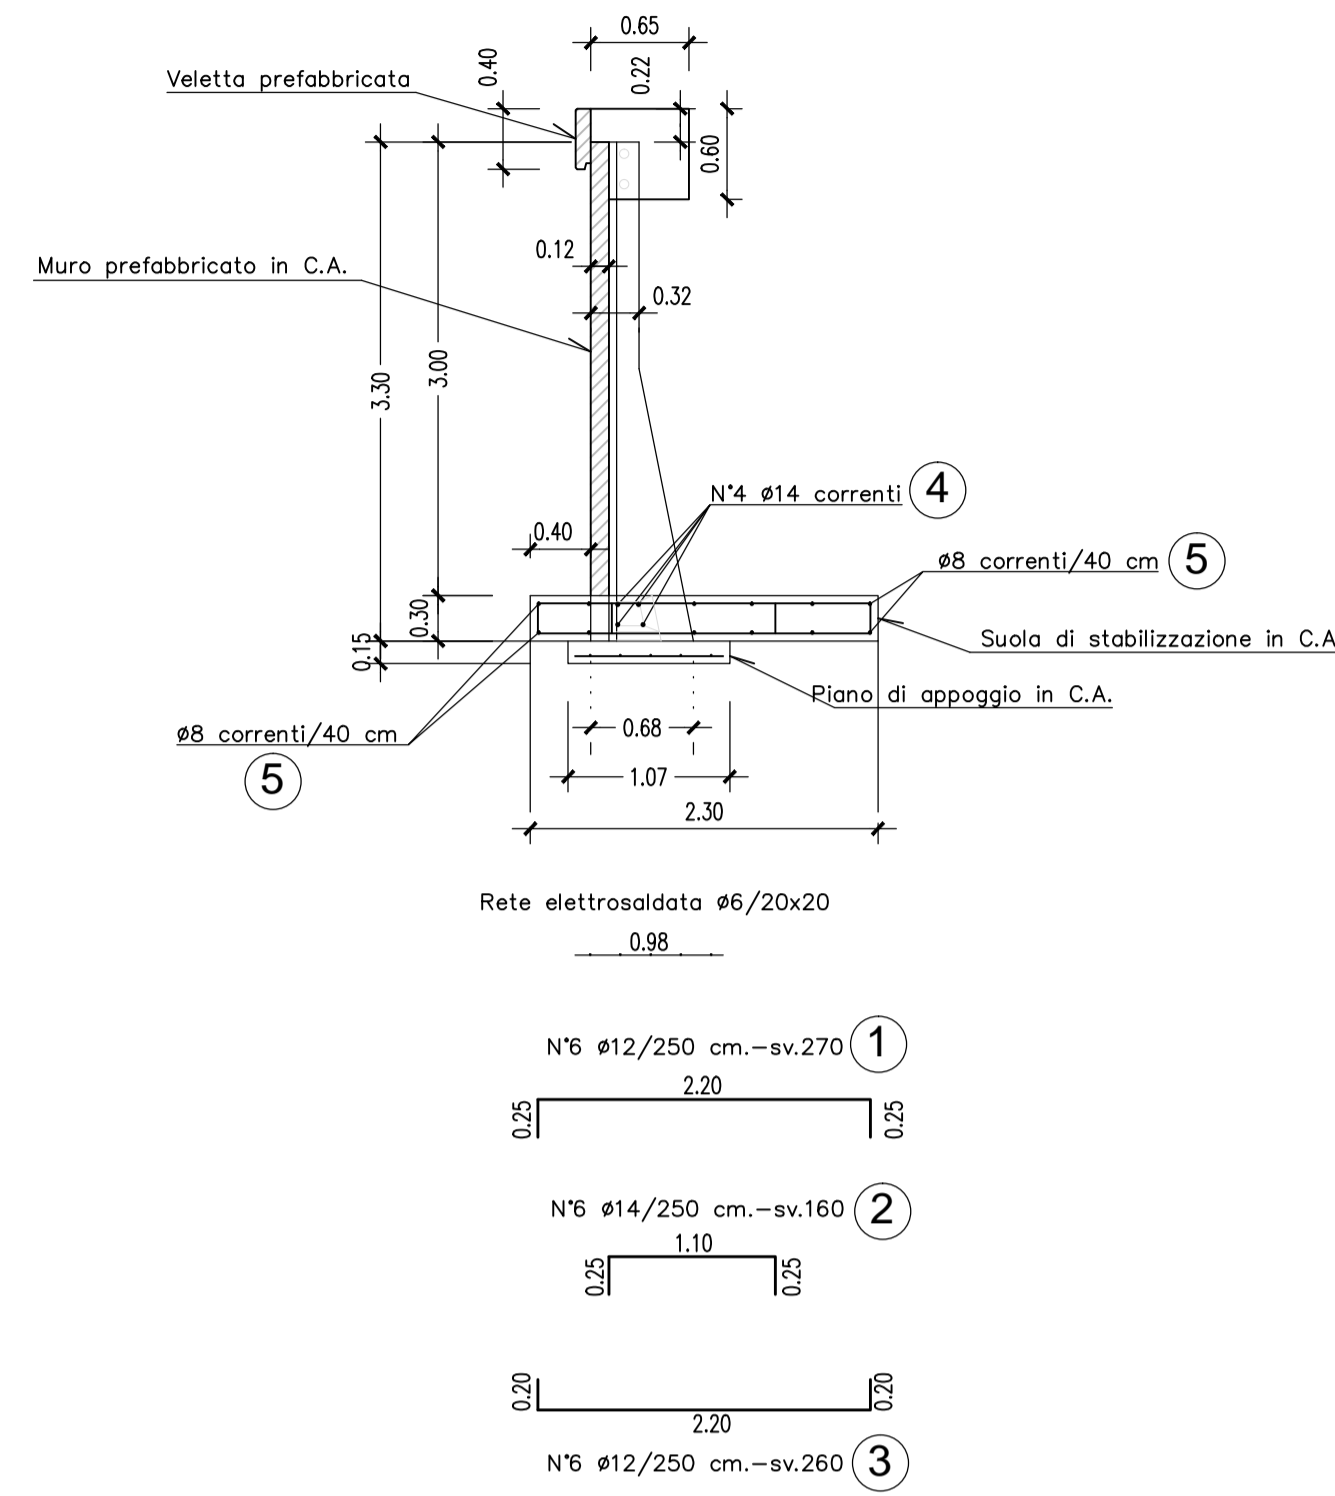 0.65
0.40
0.22
Veletta prefabbricata
0.60
0.12
Muro prefabbricato in C.A.
0.32
3.30
3.00
N°4 ø14 correnti 4
0.40
ø8 correnti/40 cm 5
0.30
0.15
Suola di stabilizzazione in C.A
Piano di appoggio in C.A.
ø8 correnti/40 cm
5
0.68
1.07
2.30
Rete elettrosaldata ø6/20x20
0.98
N°6 ø12/250 cm.-sv.270 1
2.20
0.25
0.25
N°6 ø14/250 cm.-sv.160 2
1.10
0.25
0.25
0.20
0.20
2.20
N°6 ø12/250 cm.-sv.260 3